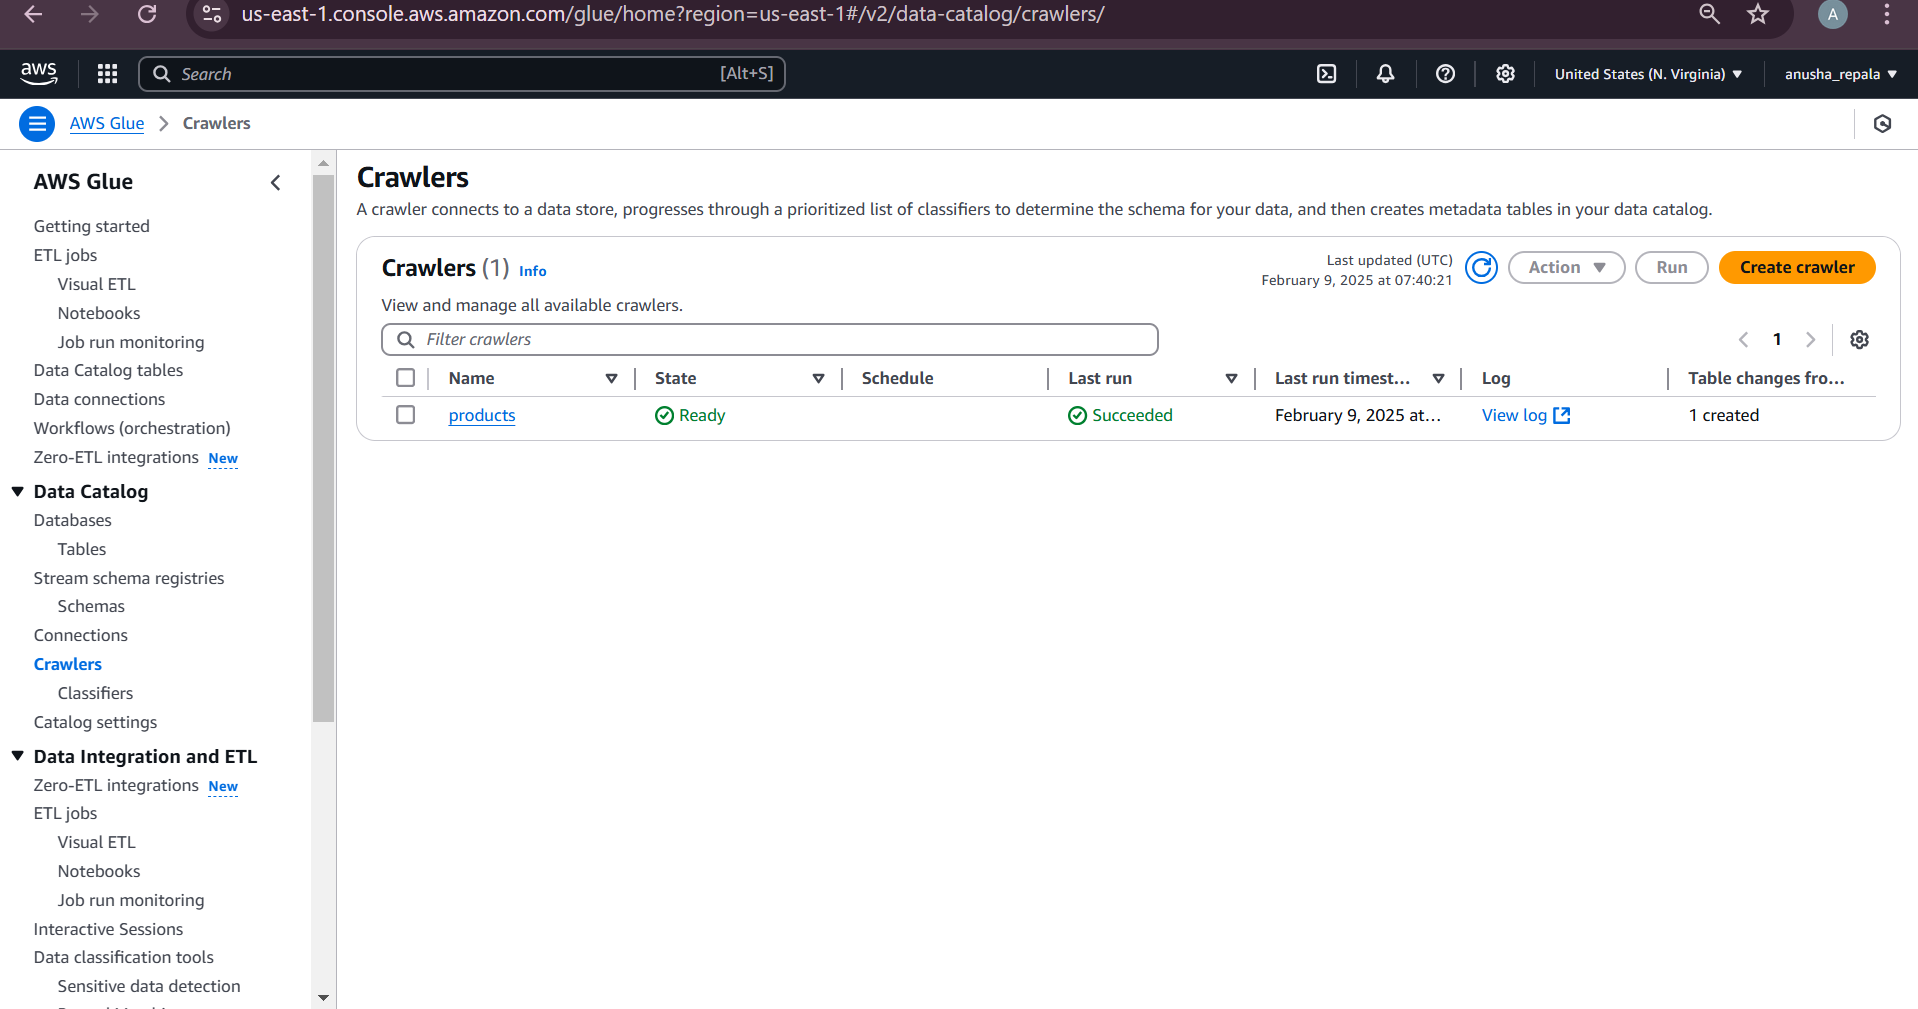 us-east-1.console.aws.amazon.com/glue/home?region=us-east-1#/v2/data-catalog/crawlers/
A
aws
Search
[Alt+S]
United States (N. Virginia)
anusha_repala
AWS Glue
Crawlers
AWS Glue
Getting started
ETL jobs
Visual ETL
Notebooks
Job run monitoring
Data Catalog tables
Data connections
Workflows (orchestration)
Zero-ETL integrations New
Data Catalog
Databases
Tables
Stream schema registries
Schemas
Connections
Crawlers
Classifiers
Catalog settings
Data Integration and ETL
Zero-ETL integrations New
ETL jobs
Visual ETL
Notebooks
Job run monitoring
Interactive Sessions
Data classification tools
Sensitive data detection
Crawlers
A crawler connects to a data store, progresses through a prioritized list of classifiers to determine the schema for your data, and then creates metadata tables in your data catalog.
Crawlers (1) Info
Last updated (UTC)
February 9, 2025 at 07:40:21
Action
Run
Create crawler
View and manage all available crawlers.
Filter crawlers
1
Name State Schedule Last run Last run timest... Log Table changes fro...
products Ready Succeeded February 9, 2025 at... View log 1 created